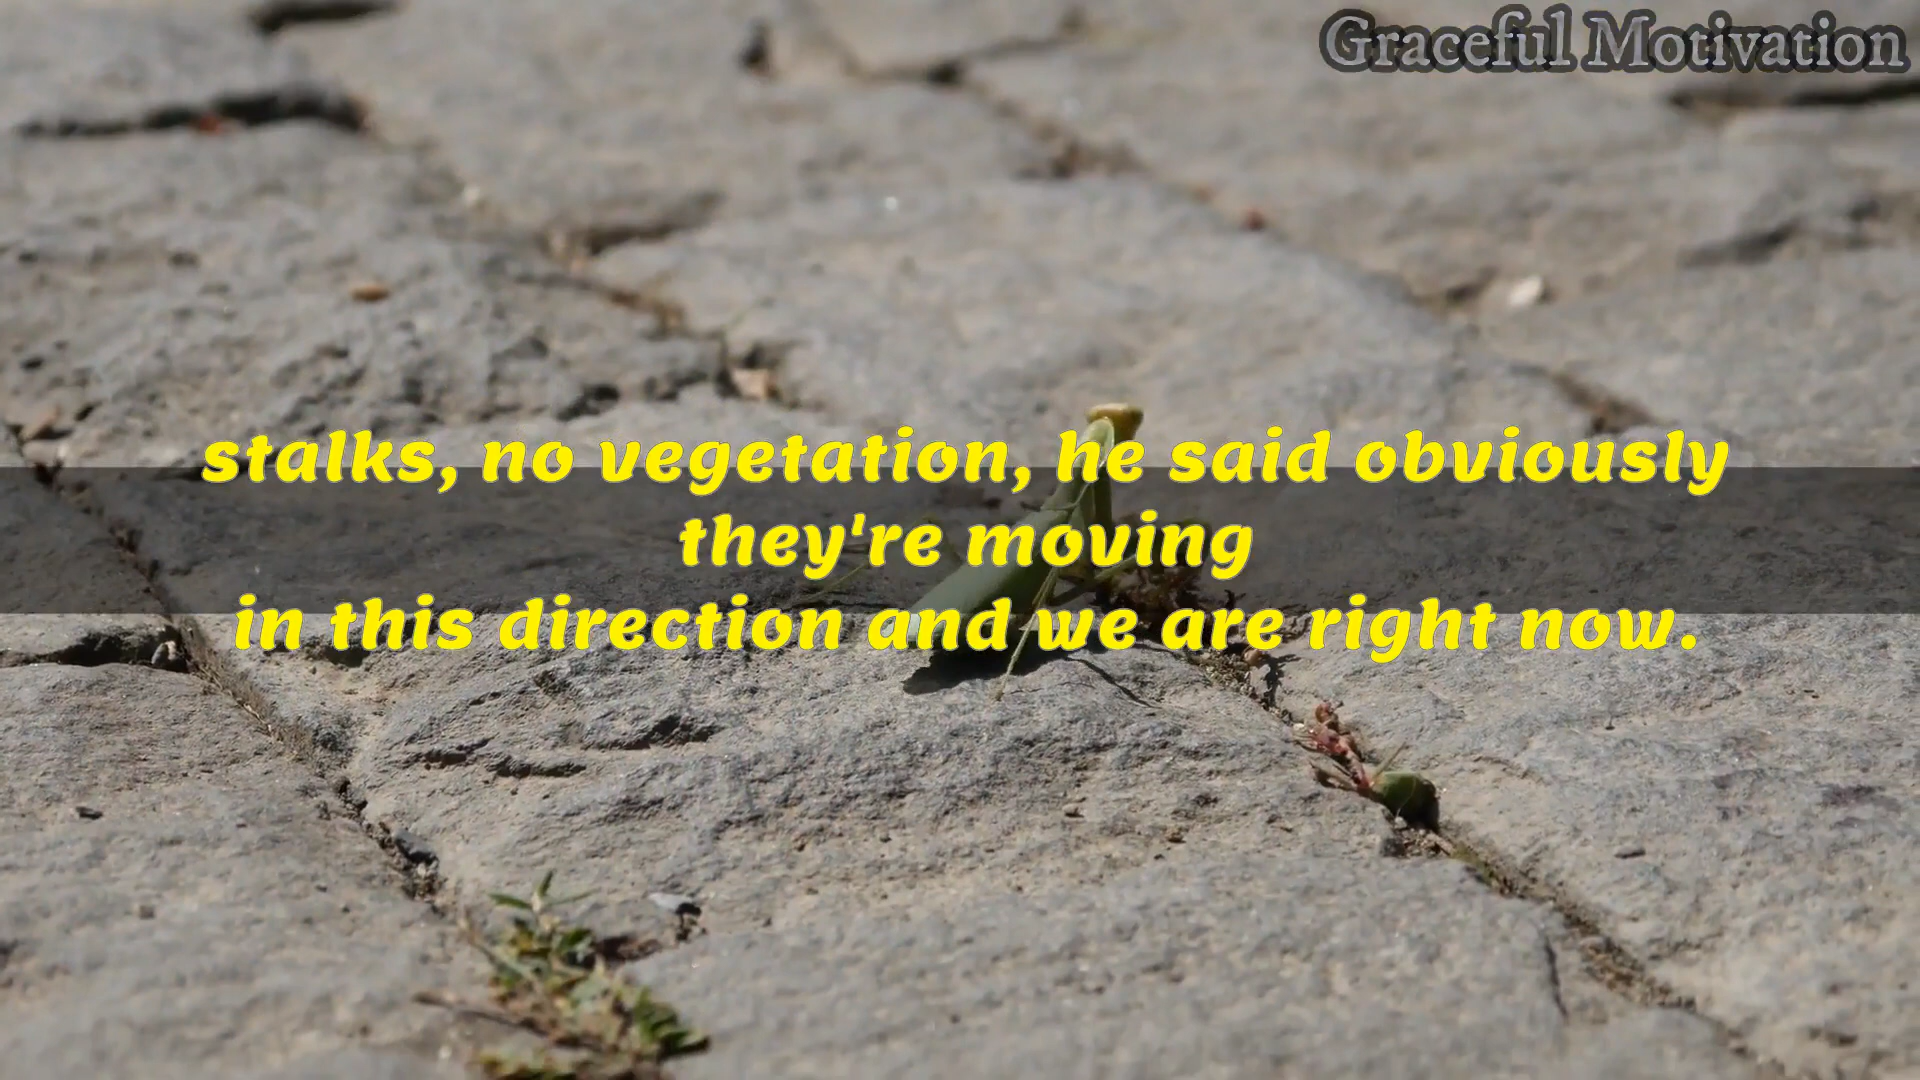 Graceful Motivation
stalks, no vegetation, he said obviously
they're moving
in this direction and we are right now.